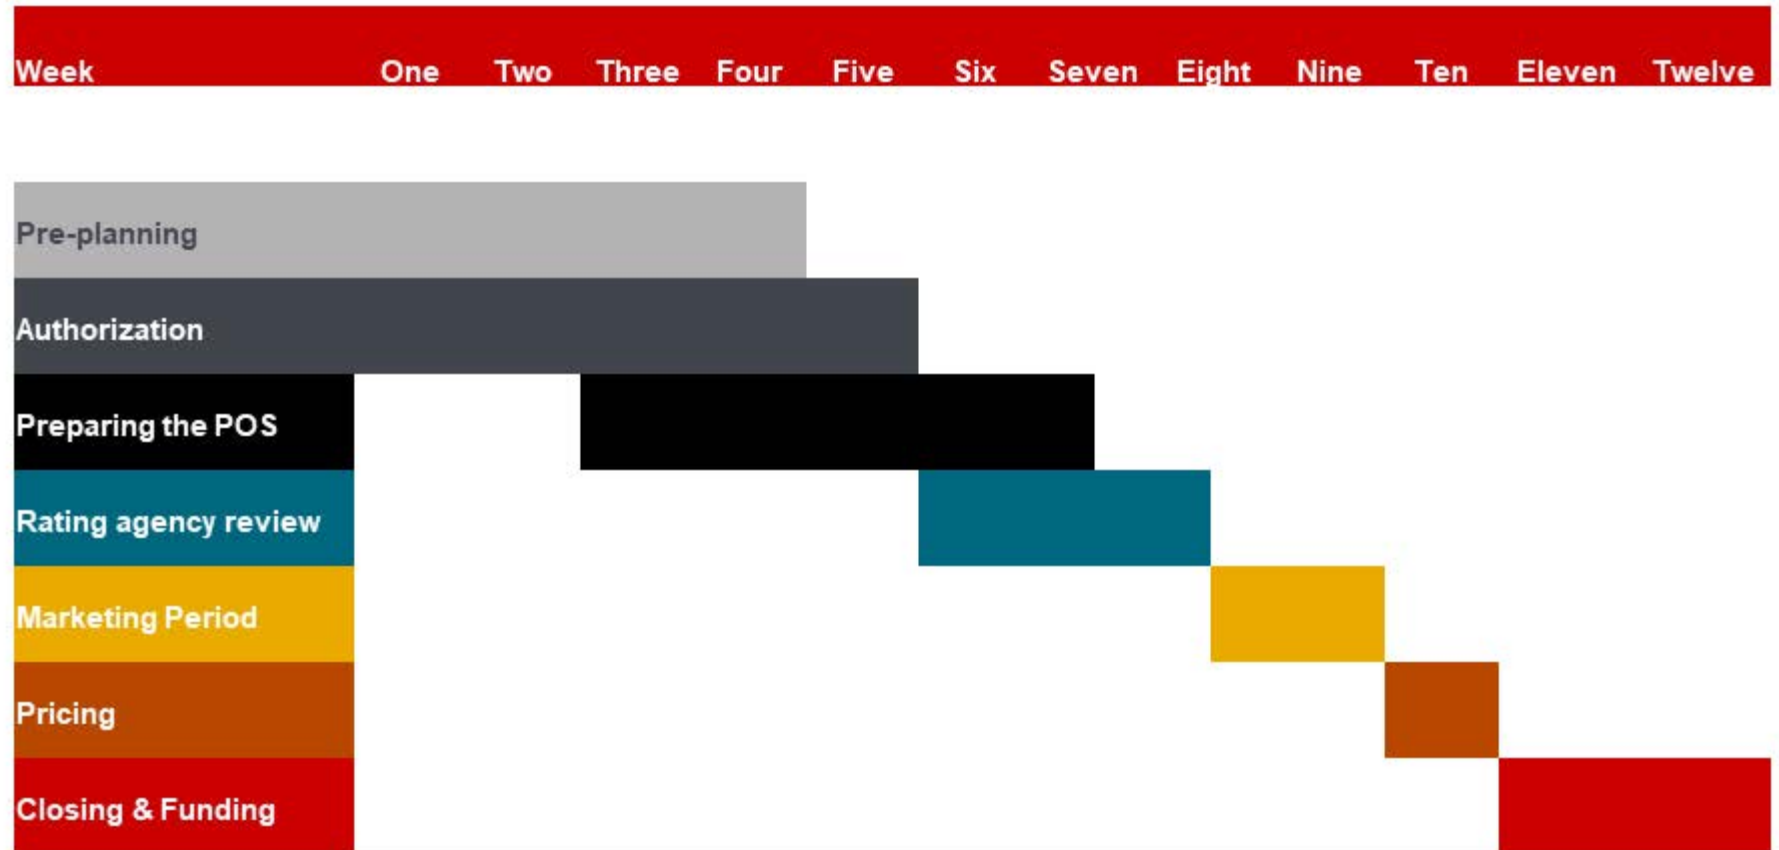 Week One Two Three Four Five Six Seven Eight Nine Ten Eleven Twelve
Pre-planning
Authorization
Preparing the POS
Rating agency review
Marketing Period
Pricing
Closing & Funding